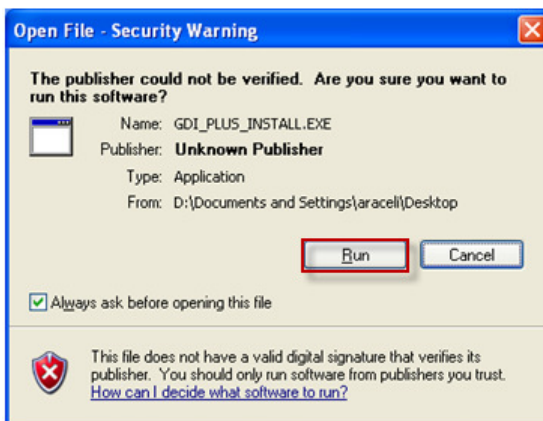 Open File - Security Warning
The publisher could not be verified.  Are you sure you want to
run this software?
Name: GDI_PLUS_INSTALL.EXE
Publisher: Unknown Publisher
Type: Application
From: D:\Documents and Settings\araceli\Desktop
Run Cancel
Always ask before opening this file
This file does not have a valid digital signature that verifies its
publisher.  You should only run software from publishers you trust.
How can I decide what software to run?